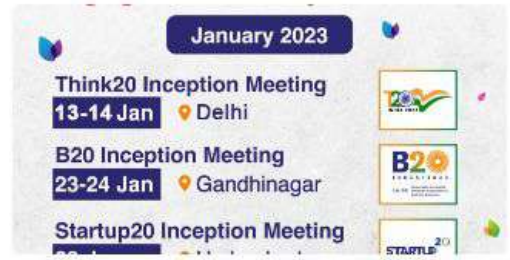 January 2023
Think20 Inception Meeting
13-14 Jan Delhi
B20 Inception Meeting
B20
23-24 Jan Gandhinagar
Startup20 Inception Meeting